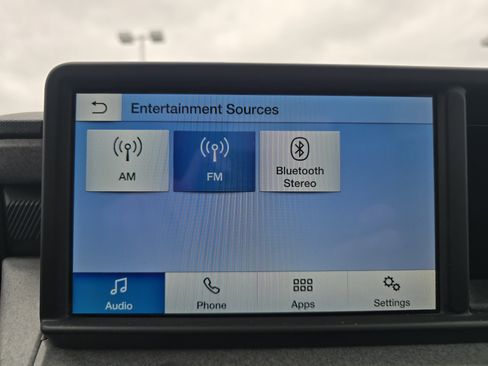 Entertainment Sources
AM
FM
Bluetooth
Stereo
Audio
Phone
Apps
Settings